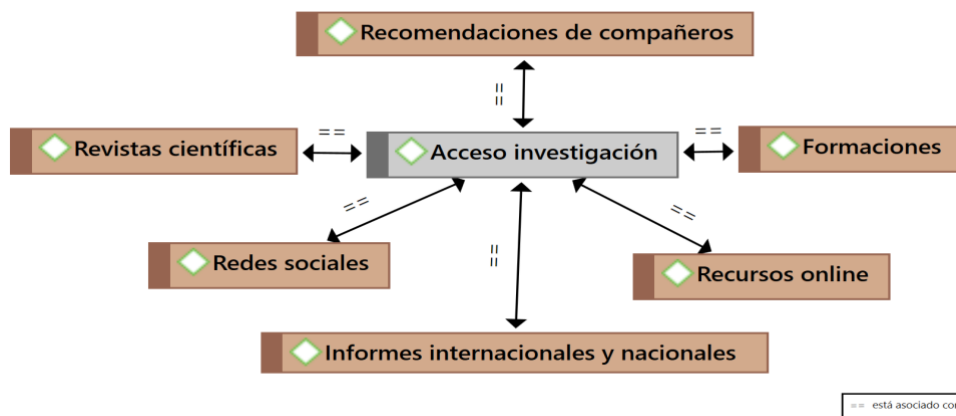 Recomendaciones de compañeros
==
== ==
Revistas científicas
Acceso investigación
Formaciones
== ==
Redes sociales
==
Recursos online
Informes internacionales y nacionales
== está asociado con